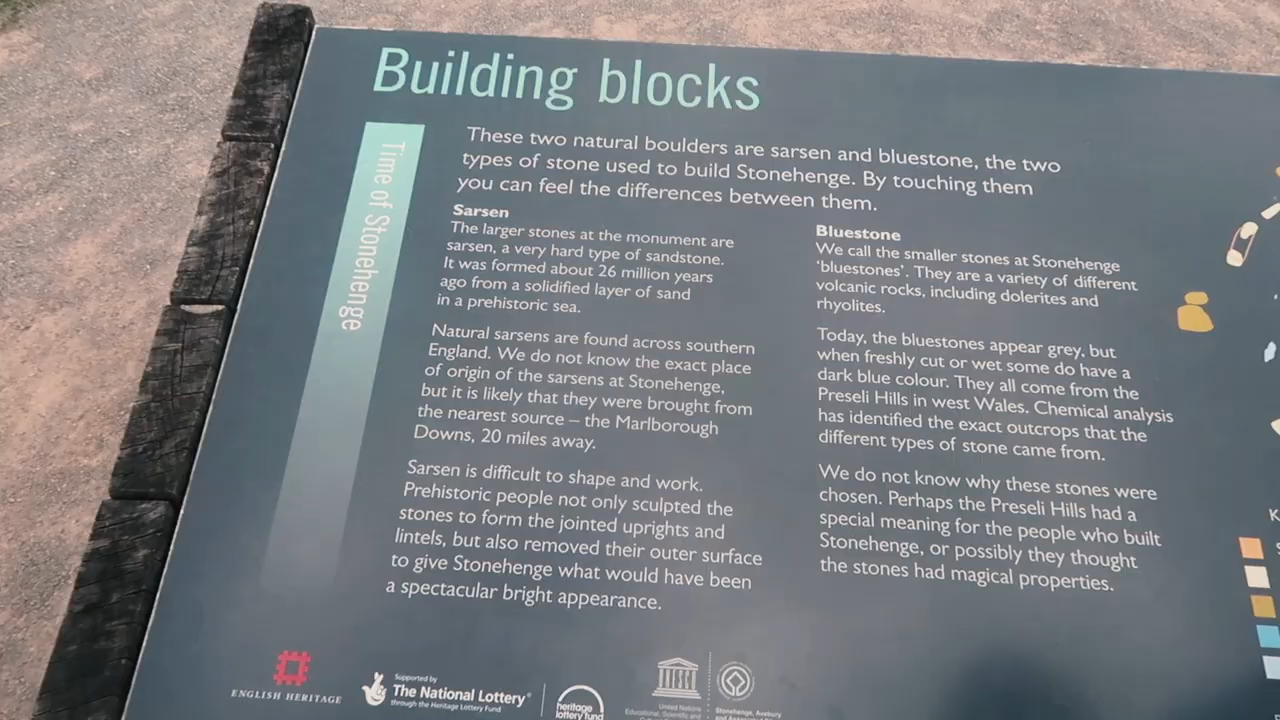 Building blocks
Time of Stonehenge
These two natural boulders are sarsen and bluestone, the two
types of stone used to build Stonehenge. By touching them
you can feel the differences between them.
Sarsen
The larger stones at the monument are
sarsen, a very hard type of sandstone.
It was formed about 26 million years
ago from a solidified layer of sand
in a prehistoric sea.
Natural sarsens are found across southern
England. We do not know the exact place
of origin of the sarsens at Stonehenge,
but it is likely that they were brought from
the nearest source – the Marlborough
Downs, 20 miles away.
Sarsen is difficult to shape and work.
Prehistoric people not only sculpted the
stones to form the jointed uprights and
lintels, but also removed their outer surface
to give Stonehenge what would have been
a spectacular bright appearance.
Bluestone
We call the smaller stones at Stonehenge
'bluestones'. They are a variety of different
volcanic rocks, including dolerites and
rhyolites.
Today, the bluestones appear grey, but
when freshly cut or wet some do have a
dark blue colour. They all come from the
Preseli Hills in west Wales. Chemical analysis
has identified the exact outcrops that the
different types of stone came from.
We do not know why these stones were
chosen. Perhaps the Preseli Hills had a
special meaning for the people who built
Stonehenge, or possibly they thought
the stones had magical properties.
ENGLISH HERITAGE
Supported by
The National Lottery®
through the Heritage Lottery Fund
heritage
lottery fund
United Nations
Educational, Scientific and
Stonehenge, Avebury